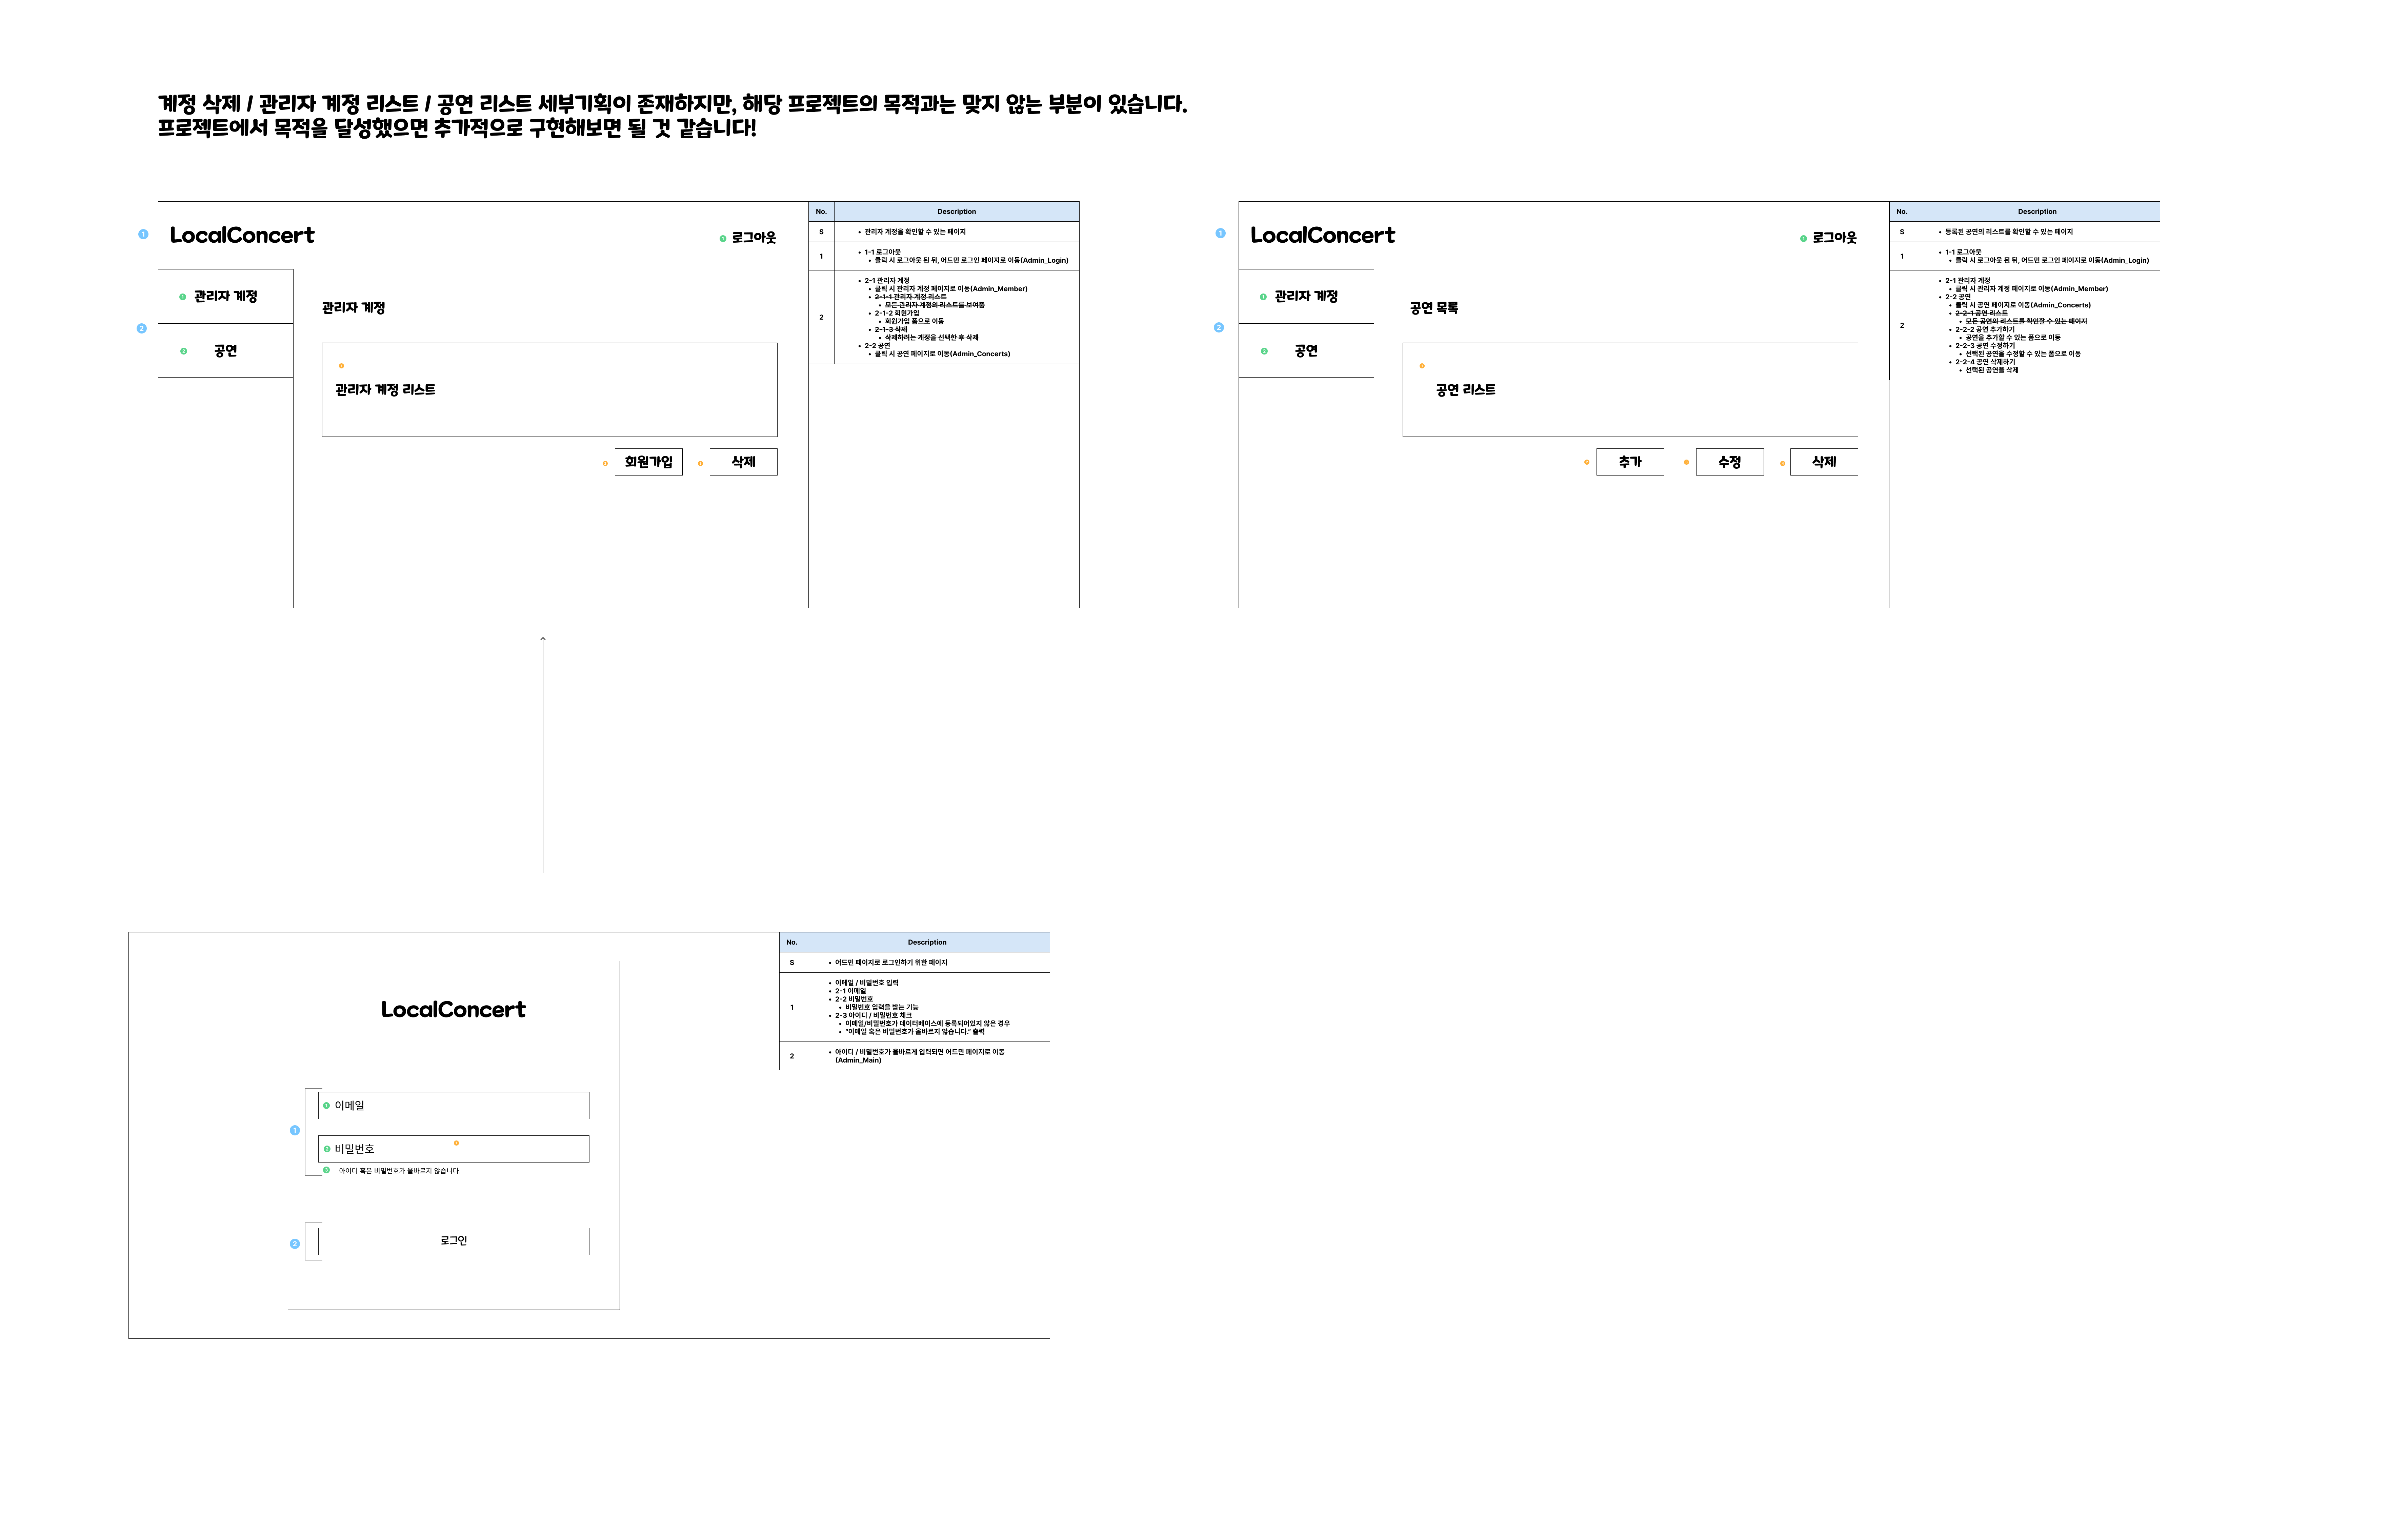 계정 삭제 / 관리자 계정 리스트 / 공연 리스트 세부기획이 존재하지만, 해당 프로젝트의 목적과는 맞지 않는 부분이 있습니다.
프로젝트에서 목적을 달성했으면 추가적으로 구현해보면 될 것 같습니다!
1
LocalConcert
1 로그아웃
2
1 관리자 계정
2 공연
관리자 계정
1
관리자 계정 리스트
2 회원가입
3 삭제
No. Description
S
• 관리자 계정을 확인할 수 있는 페이지
1
• 1-1 로그아웃
• 클릭 시 로그아웃 된 뒤, 어드민 로그인 페이지로 이동(Admin_Login)
2
• 2-1 관리자 계정
• 클릭 시 관리자 계정 페이지로 이동(Admin_Member)
• 2-1-1 관리자 계정 리스트
• 모든 관리자 계정의 리스트를 보여줌
• 2-1-2 회원가입
• 회원가입 폼으로 이동
• 2-1-3 삭제
• 삭제하려는 계정을 선택한 후 삭제
• 2-2 공연
• 클릭 시 공연 페이지로 이동(Admin_Concerts)
1
LocalConcert
1 로그아웃
2
1 관리자 계정
2 공연
공연 목록
1
공연 리스트
2 추가
3 수정
4 삭제
No. Description
S
• 등록된 공연의 리스트를 확인할 수 있는 페이지
1
• 1-1 로그아웃
• 클릭 시 로그아웃 된 뒤, 어드민 로그인 페이지로 이동(Admin_Login)
2
• 2-1 관리자 계정
• 클릭 시 관리자 계정 페이지로 이동(Admin_Member)
• 2-2 공연
• 클릭 시 공연 페이지로 이동(Admin_Concerts)
• 2-2-1 공연 리스트
• 모든 공연의 리스트를 확인할 수 있는 페이지
• 2-2-2 공연 추가하기
• 공연을 추가할 수 있는 폼으로 이동
• 2-2-3 공연 수정하기
• 선택된 공연을 수정할 수 있는 폼으로 이동
• 2-2-4 공연 삭제하기
• 선택된 공연을 삭제
LocalConcert
1
1 이메일
2 비밀번호
1
3 아이디 혹은 비밀번호가 올바르지 않습니다.
2
로그인
No. Description
S
• 어드민 페이지로 로그인하기 위한 페이지
1
• 이메일 / 비밀번호 입력
• 2-1 이메일
• 2-2 비밀번호
• 비밀번호 입력을 받는 기능
• 2-3 아이디 / 비밀번호 체크
• 이메일/비밀번호가 데이터베이스에 등록되어있지 않은 경우
• “이메일 혹은 비밀번호가 올바르지 않습니다.” 출력
2
• 아이디 / 비밀번호가 올바르게 입력되면 어드민 페이지로 이동
(Admin_Main)